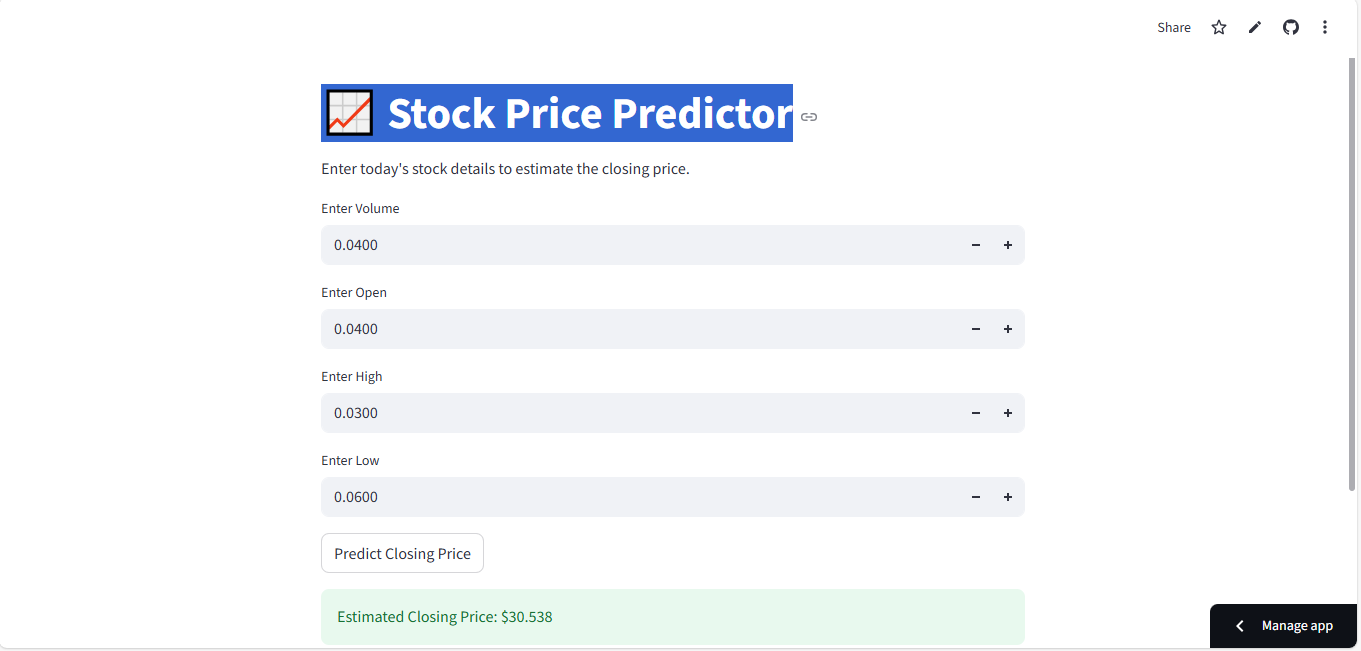 Share
📈 Stock Price Predictor
Enter today's stock details to estimate the closing price.
Enter Volume
0.0400
Enter Open
0.0400
Enter High
0.0300
Enter Low
0.0600
Predict Closing Price
Estimated Closing Price: $30.538
Manage app